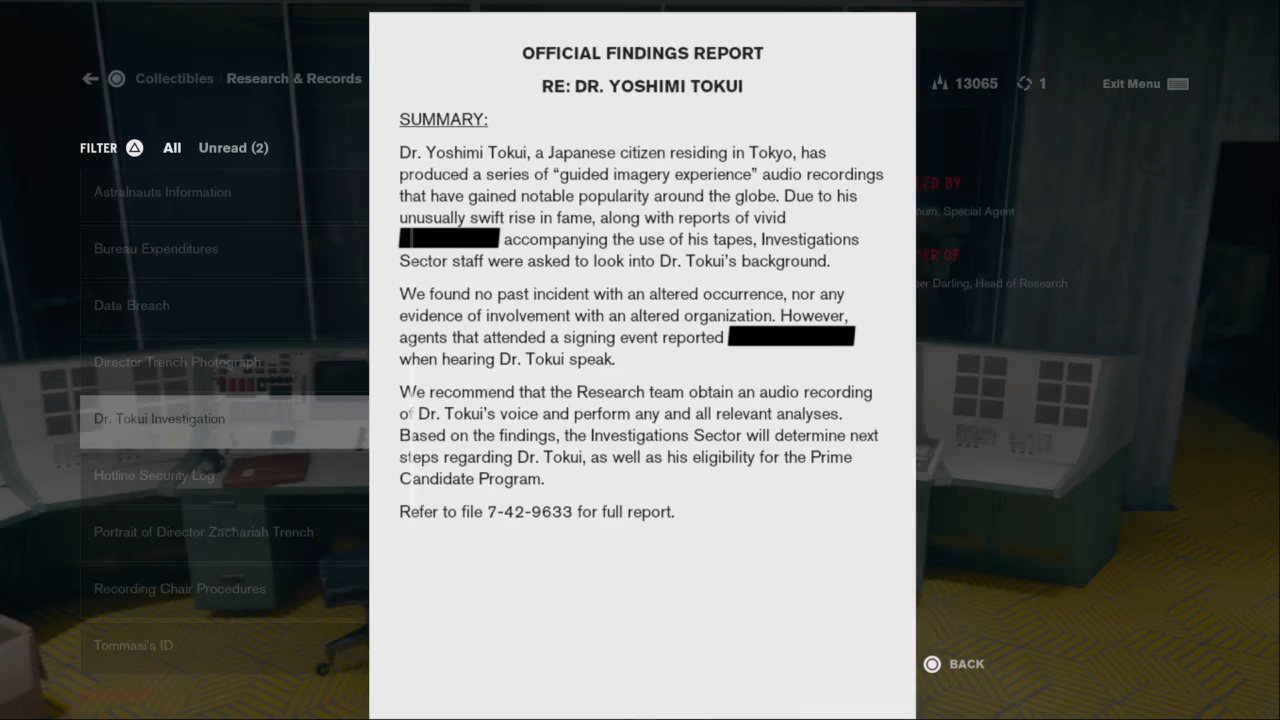 Collectibles / Research & Records
13065
1
Exit Menu
FILTER
All
Unread (2)
Astralnauts Information
Bureau Expenditures
Data Breach
Director Trench Photograph
Dr. Tokui Investigation
Hotline Security Log
Portrait of Director Zachariah Trench
Recording Chair Procedures
Tommasi's ID
OFFICIAL FINDINGS REPORT
RE: DR. YOSHIMI TOKUI
SUMMARY:
Dr. Yoshimi Tokui, a Japanese citizen residing in Tokyo, has
produced a series of “guided imagery experience” audio recordings
that have gained notable popularity around the globe. Due to his
unusually swift rise in fame, along with reports of vivid
accompanying the use of his tapes, Investigations
Sector staff were asked to look into Dr. Tokui’s background.
We found no past incident with an altered occurrence, nor any
evidence of involvement with an altered organization. However,
agents that attended a signing event reported
when hearing Dr. Tokui speak.
We recommend that the Research team obtain an audio recording
of Dr. Tokui’s voice and perform any and all relevant analyses.
Based on the findings, the Investigations Sector will determine next
steps regarding Dr. Tokui, as well as his eligibility for the Prime
Candidate Program.
Refer to file 7-42-9633 for full report.
BY
Special Agent
OF
Darling, Head of Research
BACK